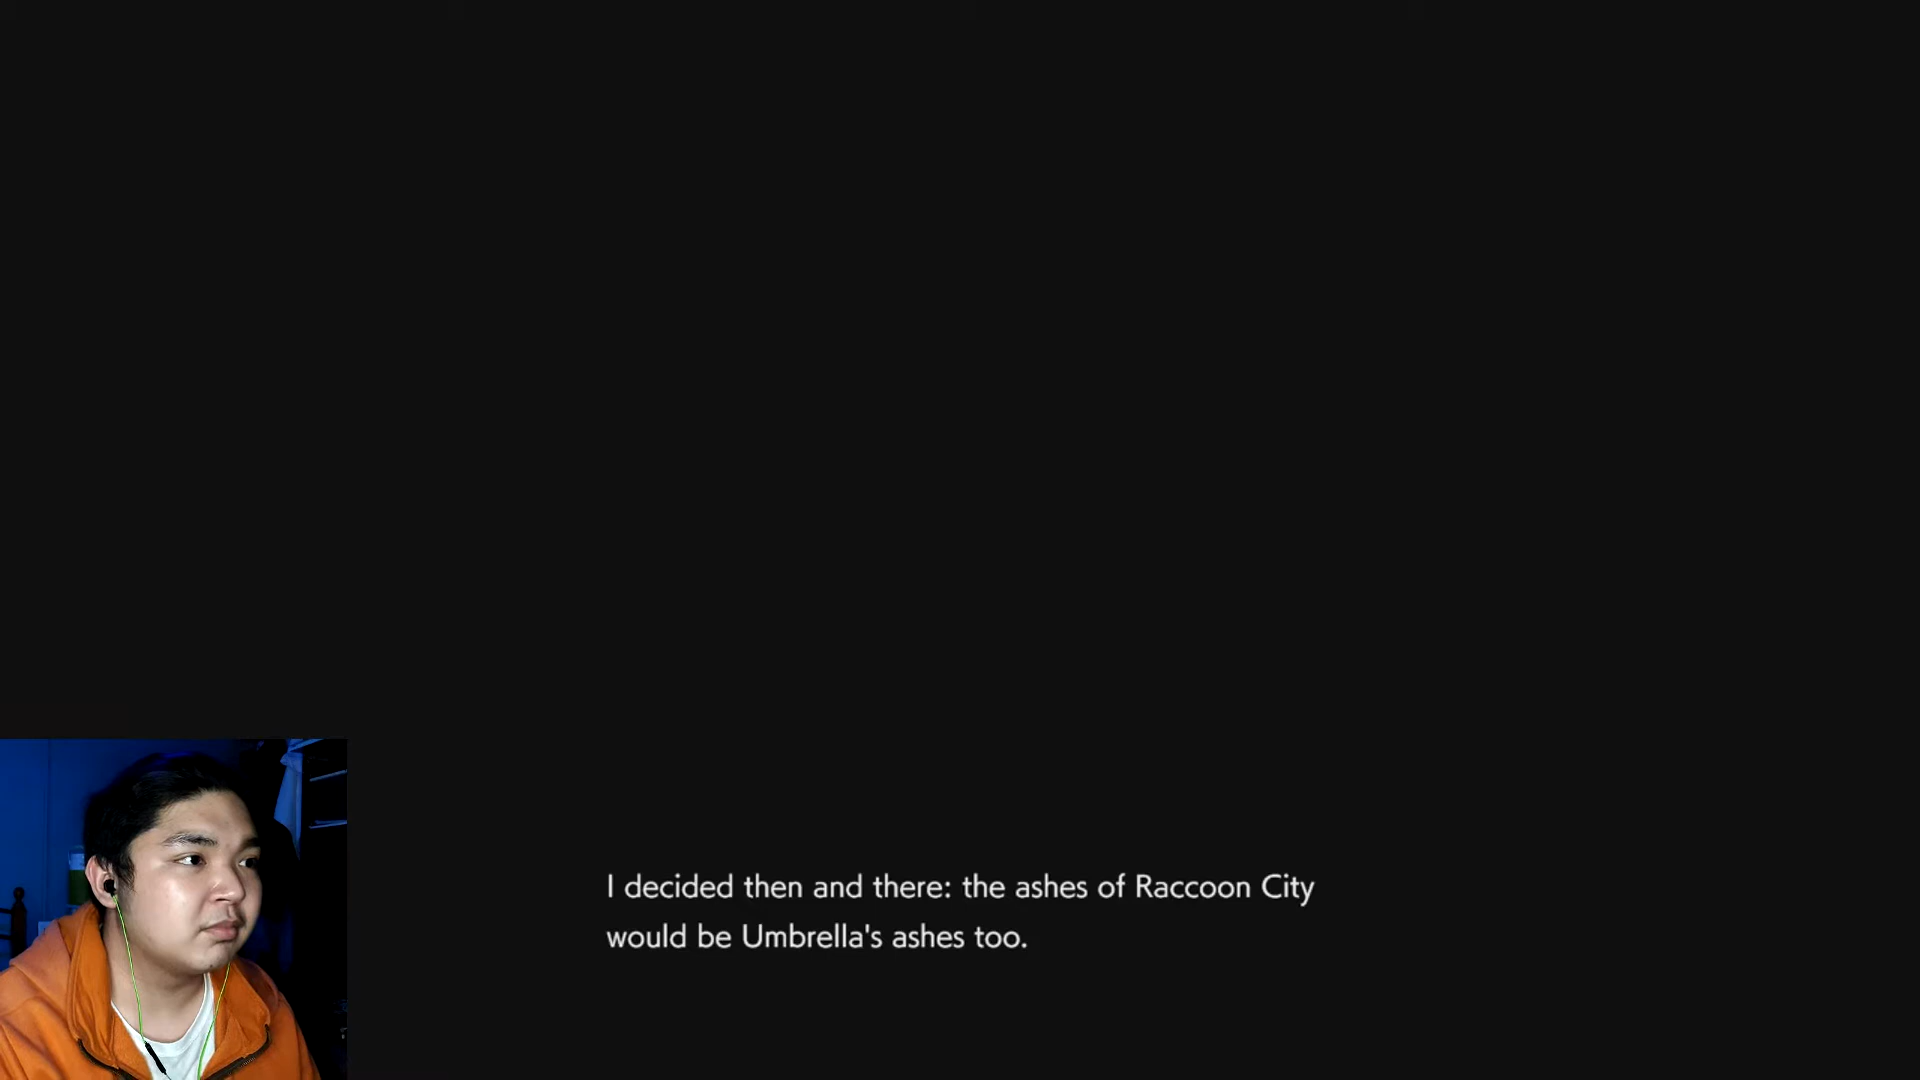 I decided then and there: the ashes of Raccoon City
would be Umbrella's ashes too.